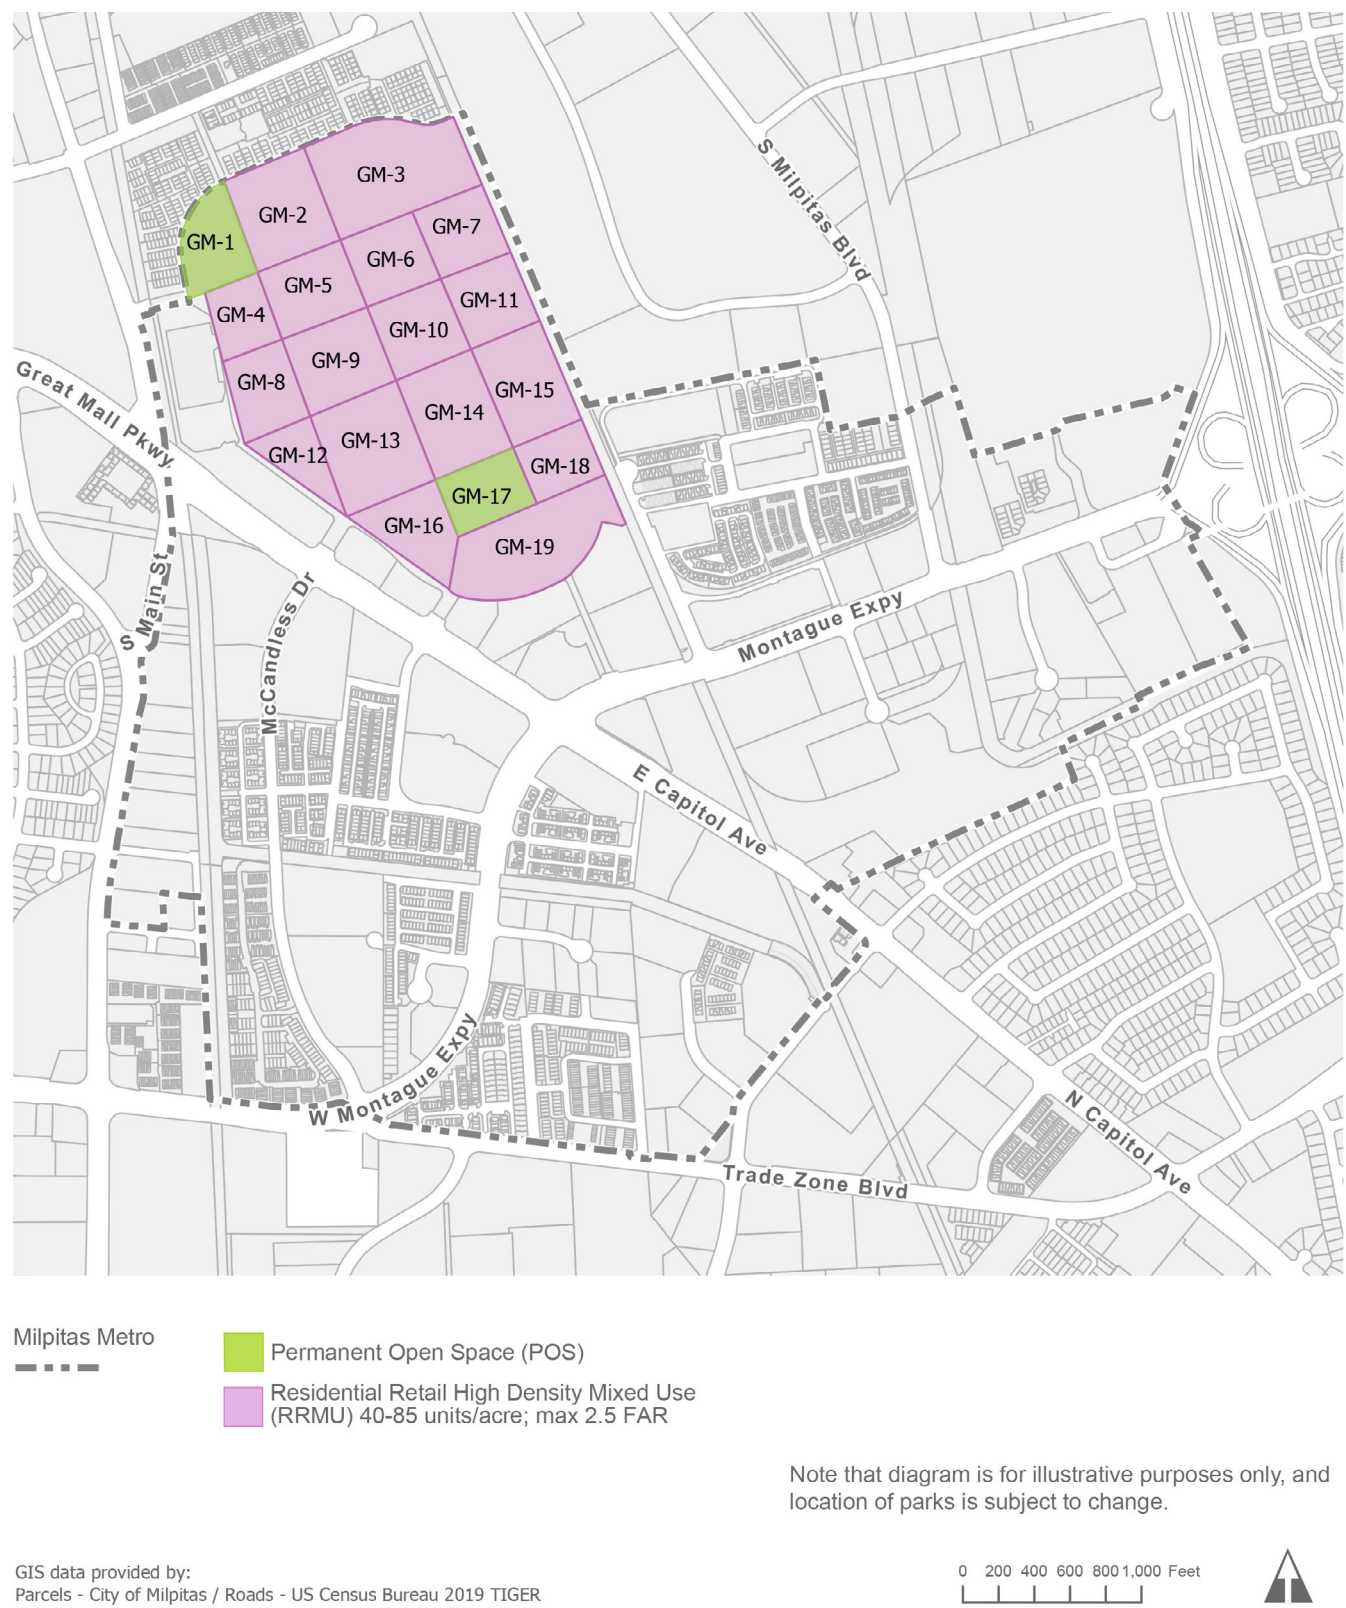 GM-3
GM-2
GM-7
GM-1
GM-6
GM-5
GM-11
GM-4
GM-10
GM-9
GM-8
GM-15
GM-14
GM-13
GM-12
GM-18
GM-17
GM-16
GM-19
S Milpitas Blvd
Great Mall Pkwy
S Main St
McCandless Dr
Montague Expy
E Capitol Ave
W Montague Expy
N Capitol Ave
Trade Zone Blvd
Milpitas Metro
Permanent Open Space (POS)
Residential Retail High Density Mixed Use
(RRMU) 40-85 units/acre; max 2.5 FAR
Note that diagram is for illustrative purposes only, and
location of parks is subject to change.
GIS data provided by:
Parcels - City of Milpitas / Roads - US Census Bureau 2019 TIGER
0 200 400 600 800 1,000 Feet